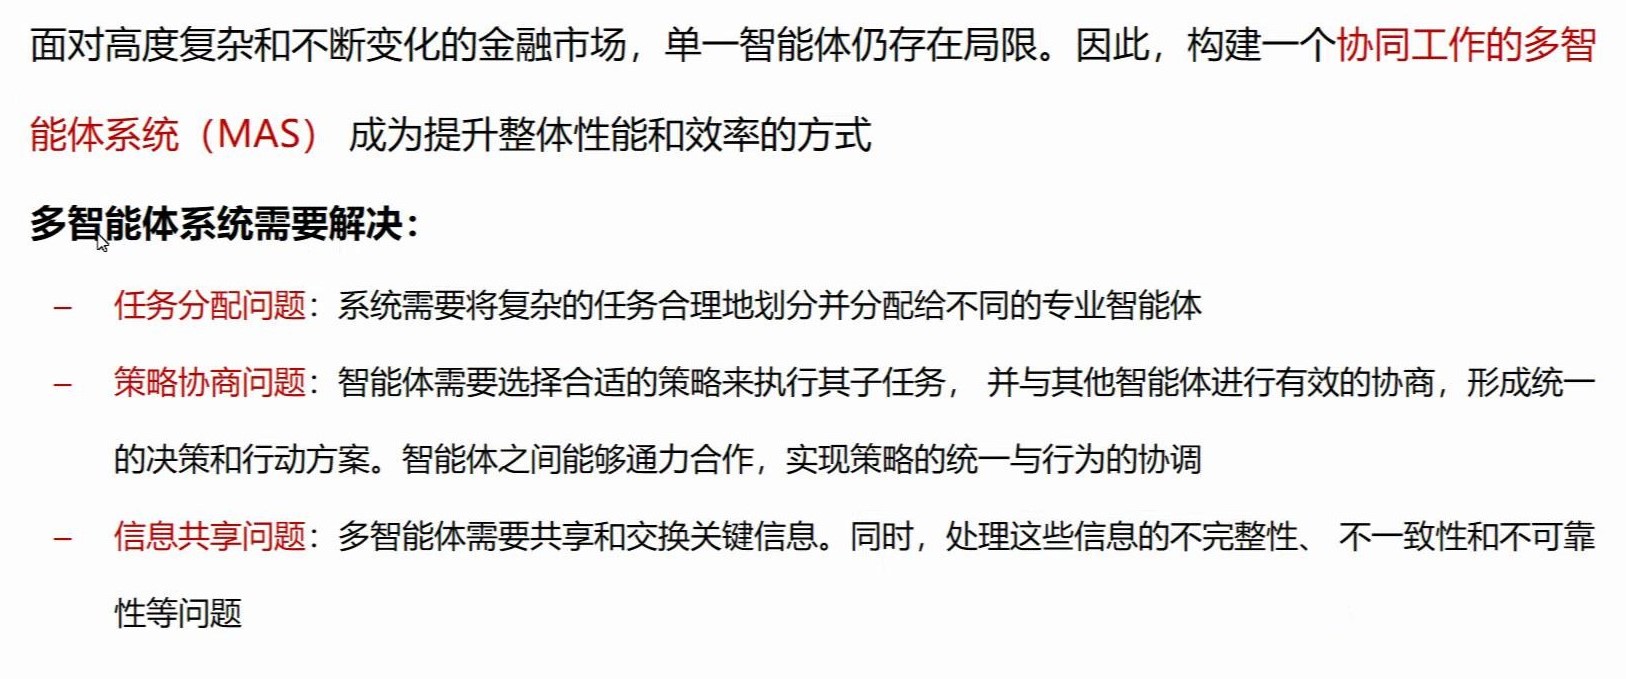 面对高度复杂和不断变化的金融市场，单一智能体仍存在局限。因此，构建一个协同工作的多智
能体系统（MAS） 成为提升整体性能和效率的方式
多智能体系统需要解决：
– 任务分配问题：系统需要将复杂的任务合理地划分并分配给不同的专业智能体
– 策略协商问题：智能体需要选择合适的策略来执行其子任务， 并与其他智能体进行有效的协商，形成统一
的决策和行动方案。智能体之间能够通力合作，实现策略的统一与行为的协调
– 信息共享问题：多智能体需要共享和交换关键信息。同时，处理这些信息的不完整性、 不一致性和不可靠
性等问题